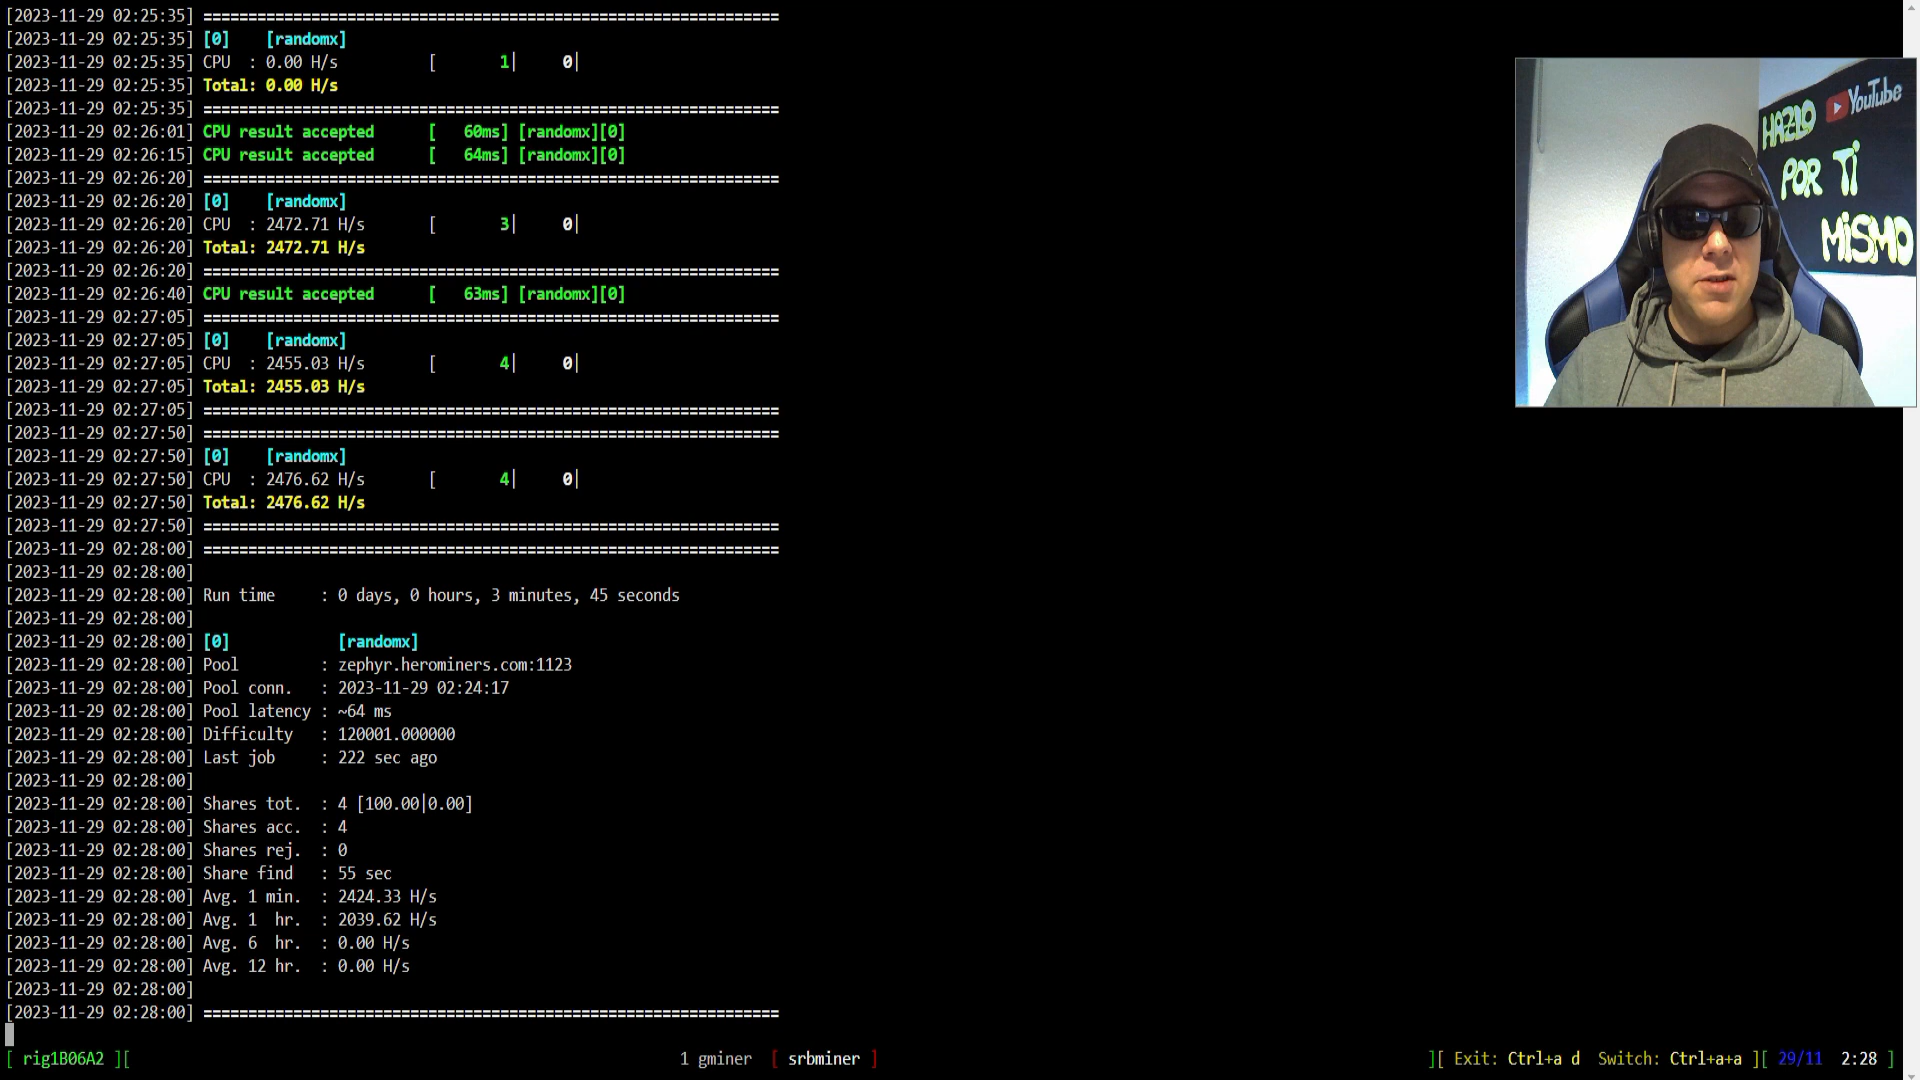 [2023-11-29 02:25:35] ================================================================
[2023-11-29 02:25:35] [0]    [randomx]
[2023-11-29 02:25:35] CPU  : 0.00 H/s          [       1|     0|
[2023-11-29 02:25:35] Total: 0.00 H/s
[2023-11-29 02:25:35] ================================================================
[2023-11-29 02:26:01] CPU result accepted      [   60ms] [randomx][0]
[2023-11-29 02:26:15] CPU result accepted      [   64ms] [randomx][0]
[2023-11-29 02:26:20] ================================================================
[2023-11-29 02:26:20] [0]    [randomx]
[2023-11-29 02:26:20] CPU  : 2472.71 H/s       [       3|     0|
[2023-11-29 02:26:20] Total: 2472.71 H/s
[2023-11-29 02:26:20] ================================================================
[2023-11-29 02:26:40] CPU result accepted      [   63ms] [randomx][0]
[2023-11-29 02:27:05] ================================================================
[2023-11-29 02:27:05] [0]    [randomx]
[2023-11-29 02:27:05] CPU  : 2455.03 H/s       [       4|     0|
[2023-11-29 02:27:05] Total: 2455.03 H/s
[2023-11-29 02:27:05] ================================================================
[2023-11-29 02:27:50] ================================================================
[2023-11-29 02:27:50] [0]    [randomx]
[2023-11-29 02:27:50] CPU  : 2476.62 H/s       [       4|     0|
[2023-11-29 02:27:50] Total: 2476.62 H/s
[2023-11-29 02:27:50] ================================================================
[2023-11-29 02:28:00] ================================================================
[2023-11-29 02:28:00]
[2023-11-29 02:28:00] Run time     : 0 days, 0 hours, 3 minutes, 45 seconds
[2023-11-29 02:28:00]
[2023-11-29 02:28:00] [0]            [randomx]
[2023-11-29 02:28:00] Pool         : zephyr.herominers.com:1123
[2023-11-29 02:28:00] Pool conn.   : 2023-11-29 02:24:17
[2023-11-29 02:28:00] Pool latency : ~64 ms
[2023-11-29 02:28:00] Difficulty   : 120001.000000
[2023-11-29 02:28:00] Last job     : 222 sec ago
[2023-11-29 02:28:00]
[2023-11-29 02:28:00] Shares tot.  : 4 [100.00|0.00]
[2023-11-29 02:28:00] Shares acc.  : 4
[2023-11-29 02:28:00] Shares rej.  : 0
[2023-11-29 02:28:00] Share find   : 55 sec
[2023-11-29 02:28:00] Avg. 1 min.  : 2424.33 H/s
[2023-11-29 02:28:00] Avg. 1  hr.  : 2039.62 H/s
[2023-11-29 02:28:00] Avg. 6  hr.  : 0.00 H/s
[2023-11-29 02:28:00] Avg. 12 hr.  : 0.00 H/s
[2023-11-29 02:28:00]
[2023-11-29 02:28:00] ================================================================
[ rig1B06A2 ][ 1 gminer [ srbminer ] ][ Exit: Ctrl+a d  Switch: Ctrl+a+a ][ 29/11  2:28 ]
YouTube
HAZLO
POR TI
MISMO